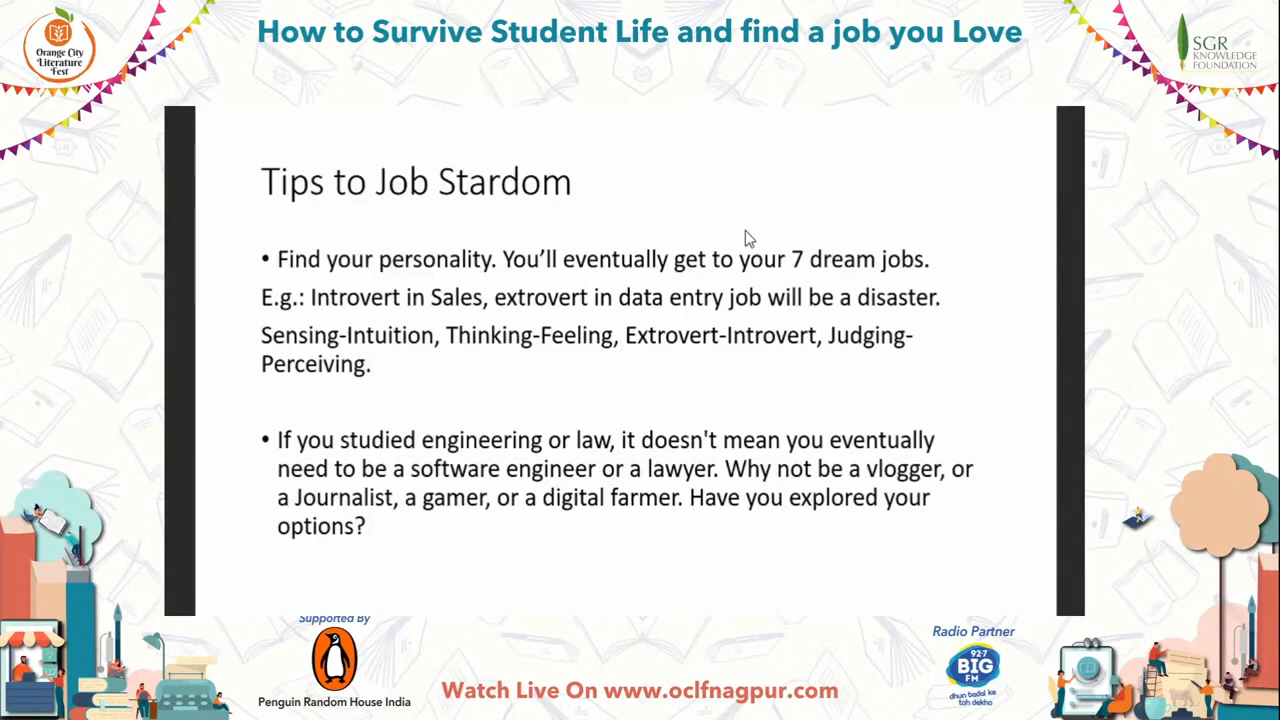 How to Survive Student Life and find a job you Love
Orange City
Literature
Fest
SGR
KNOWLEDGE
FOUNDATION
Tips to Job Stardom
• Find your personality. You’ll eventually get to your 7 dream jobs.
E.g.: Introvert in Sales, extrovert in data entry job will be a disaster.
Sensing-Intuition, Thinking-Feeling, Extrovert-Introvert, Judging-
Perceiving.
• If you studied engineering or law, it doesn't mean you eventually
need to be a software engineer or a lawyer. Why not be a vlogger, or
a Journalist, a gamer, or a digital farmer. Have you explored your
options?
Supported By
Penguin Random House India
Watch Live On www.oclfnagpur.com
Radio Partner
92·7
BIG
FM
dhun badal ke
toh dekho